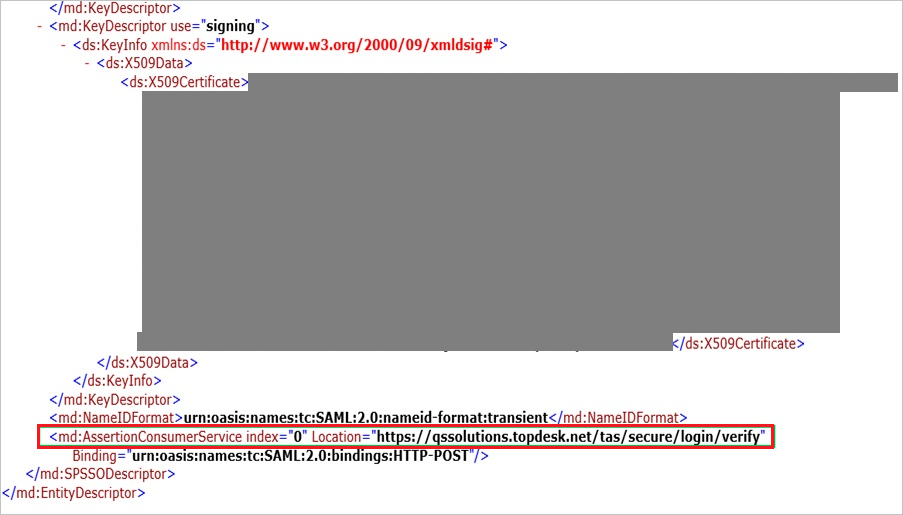 </md:KeyDescriptor>
- <md:KeyDescriptor use="signing">
- <ds:KeyInfo xmlns:ds="http://www.w3.org/2000/09/xmldsig#">
- <ds:X509Data>
<ds:X509Certificate>
</ds:X509Certificate>
</ds:X509Data>
</ds:KeyInfo>
</md:KeyDescriptor>
<md:NameIDFormat>urn:oasis:names:tc:SAML:2.0:nameid-format:transient</md:NameIDFormat>
<md:AssertionConsumerService index="0" Location="https://qssolutions.topdesk.net/tas/secure/login/verify"
Binding="urn:oasis:names:tc:SAML:2.0:bindings:HTTP-POST"/>
</md:SPSSODescriptor>
</md:EntityDescriptor>